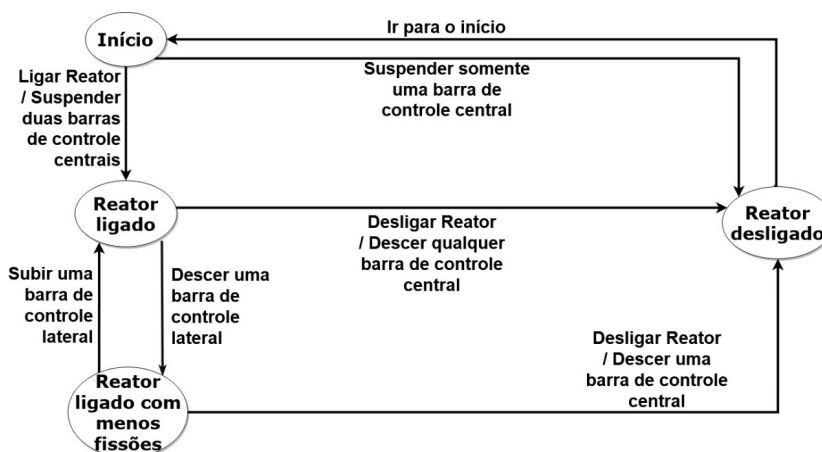 Início
Ir para o início
Suspender somente
uma barra de
controle central
Ligar Reator
/ Suspender
duas barras
de controle
centrais
Reator
ligado
Reator
desligado
Desligar Reator
/ Descer qualquer
barra de controle
central
Subir uma
barra de
controle
lateral
Descer uma
barra de
controle
lateral
Desligar Reator
/ Descer uma
barra de controle
central
Reator
ligado com
menos
fissões